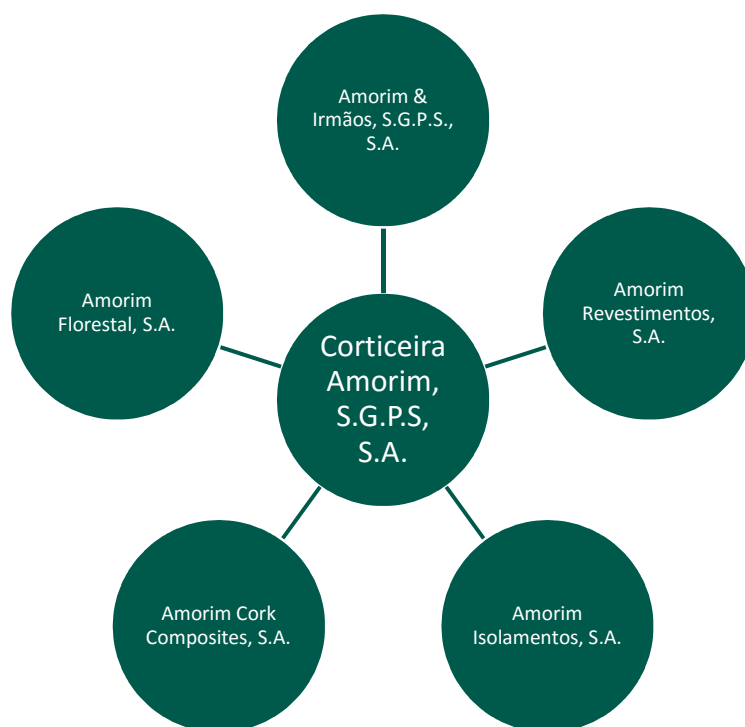 Amorim &
Irmãos, S.G.P.S.,
S.A.
Amorim
Florestal, S.A.
Amorim
Revestimentos,
S.A.
Corticeira
Amorim,
S.G.P.S,
S.A.
Amorim Cork
Composites, S.A.
Amorim
Isolamentos, S.A.